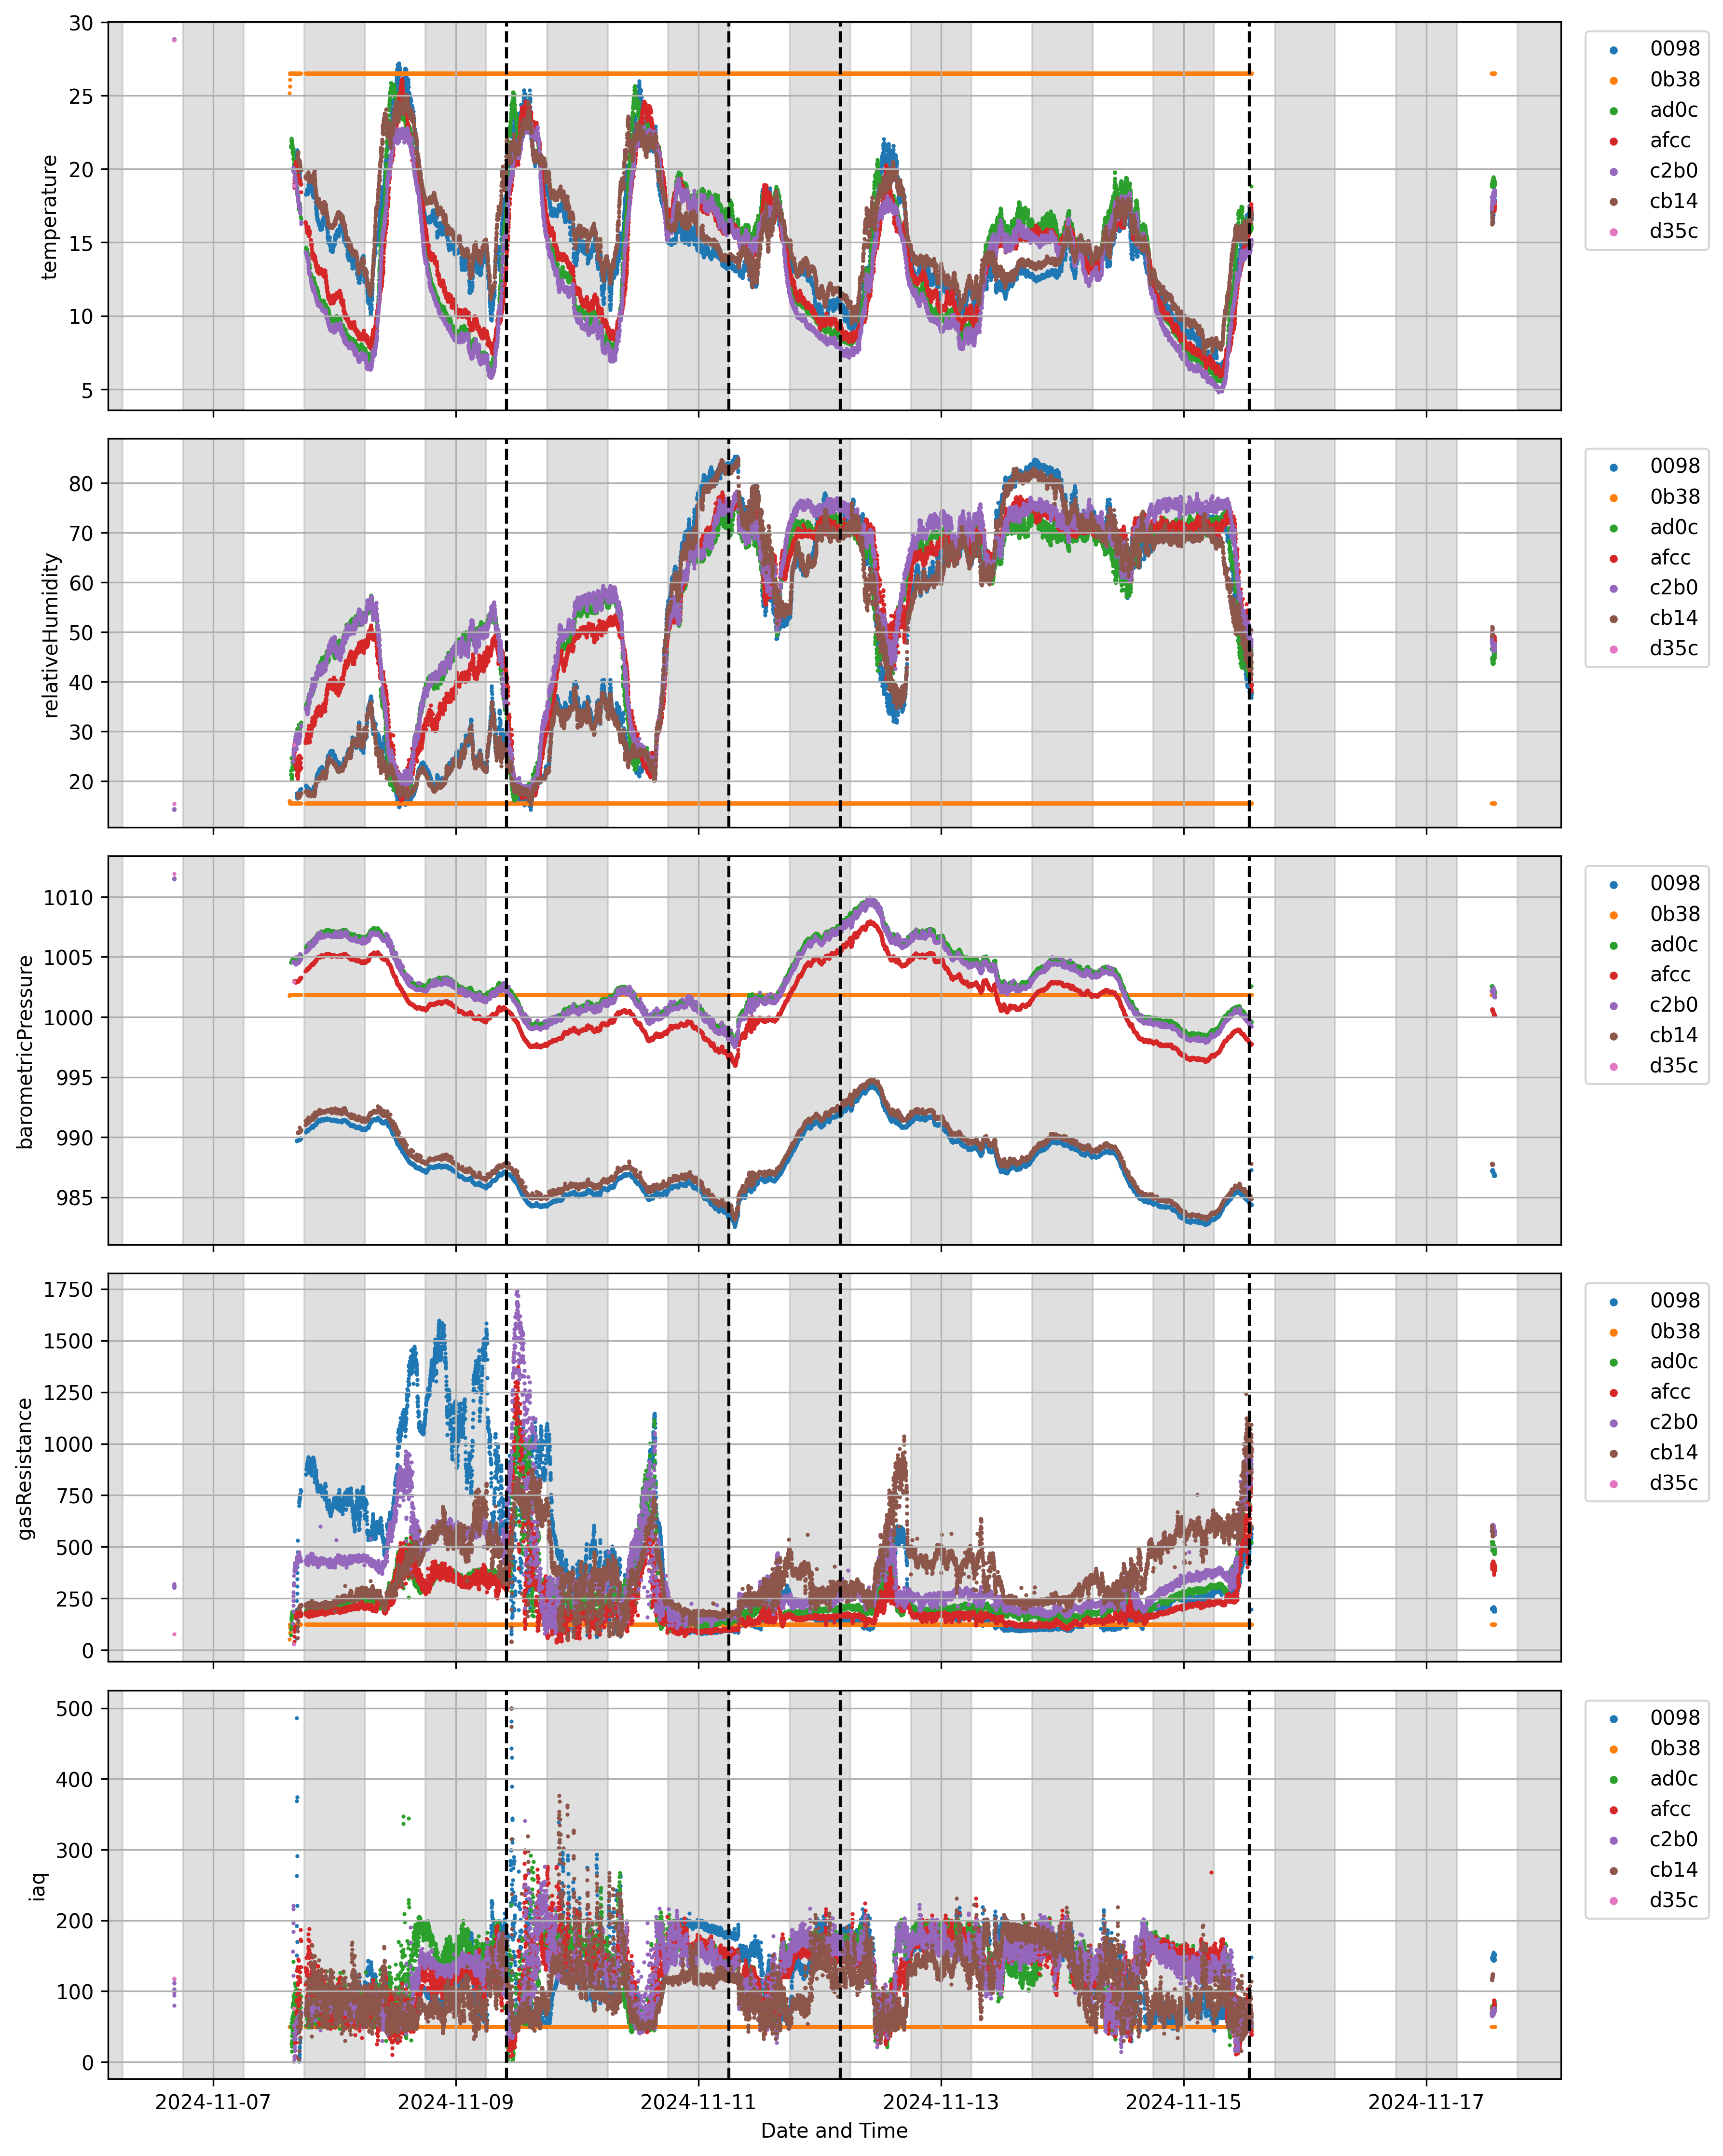 30
25
20
15
10
5
temperature
0098
0b38
ad0c
afcc
c2b0
cb14
d35c
80
70
60
50
40
30
20
relativeHumidity
0098
0b38
ad0c
afcc
c2b0
cb14
d35c
1010
1005
1000
995
990
985
barometricPressure
0098
0b38
ad0c
afcc
c2b0
cb14
d35c
1750
1500
1250
1000
750
500
250
0
gasResistance
0098
0b38
ad0c
afcc
c2b0
cb14
d35c
500
400
300
200
100
0
iaq
0098
0b38
ad0c
afcc
c2b0
cb14
d35c
2024-11-07 2024-11-09 2024-11-11 2024-11-13 2024-11-15 2024-11-17
Date and Time